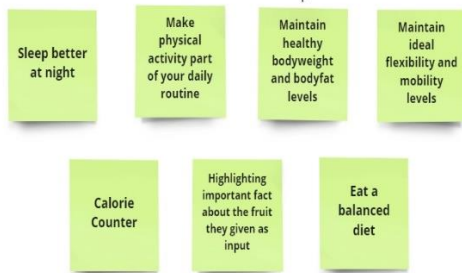 Sleep better
at night
Make
physical
activity part
of your daily
routine
Maintain
healthy
bodyweight
and bodyfat
levels
Maintain
ideal
flexibility and
mobility
levels
Calorie
Counter
Highlighting
important fact
about the fruit
they given as
input
Eat a
balanced
diet